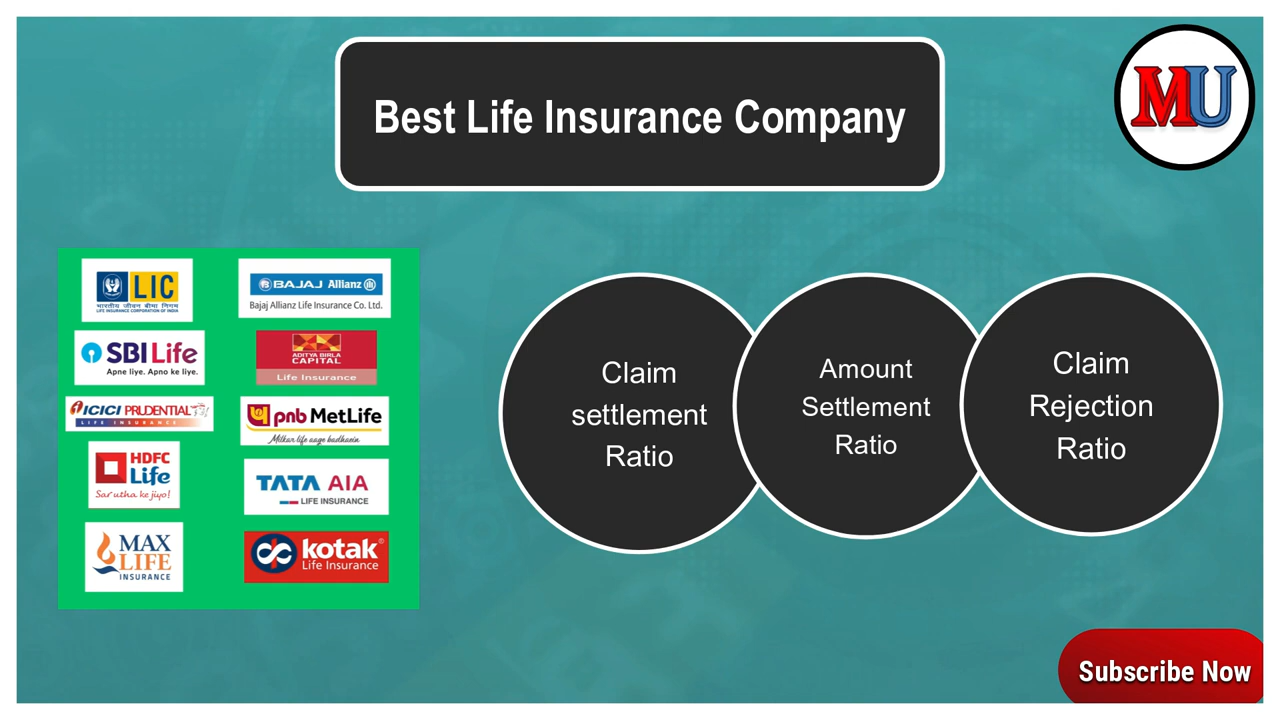 Best Life Insurance Company
MU
LIC
भारतीय जीवन बीमा निगम
LIFE INSURANCE CORPORATION OF INDIA
BAJAJ Allianz
Bajaj Allianz Life Insurance Co. Ltd.
SBI Life
Apne liye. Apno ke liye.
ADITYA BIRLA
CAPITAL
Life Insurance
ICICI PRUDENTIAL
LIFE INSURANCE
pnb MetLife
Milkar life aage badhaein
HDFC
Life
Sar utha ke jiyo!
TATA AIA
LIFE INSURANCE
MAX
LIFE
INSURANCE
kotak®
Life Insurance
Claim
settlement
Ratio
Amount
Settlement
Ratio
Claim
Rejection
Ratio
Subscribe Now